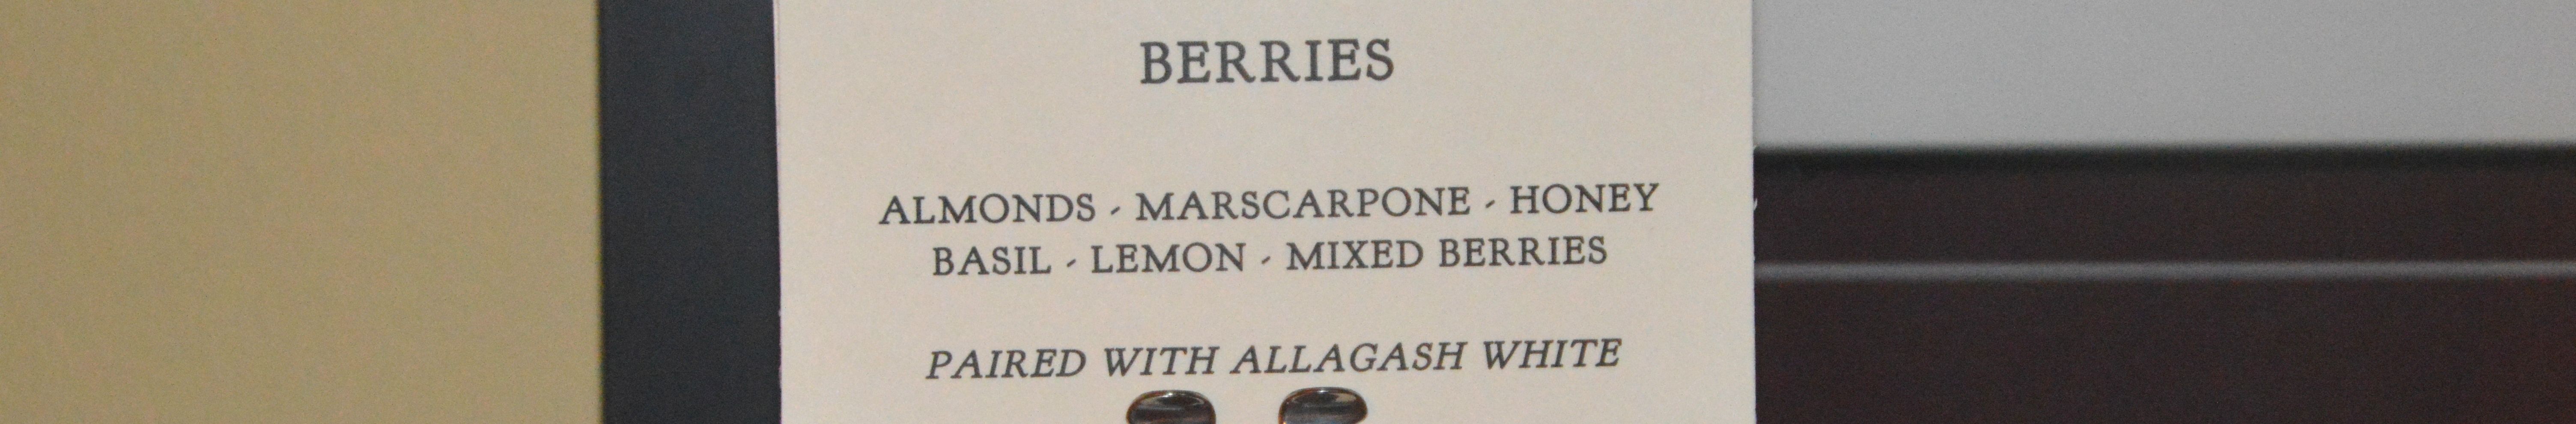 BERRIES
ALMONDS - MARSCARPONE - HONEY
BASIL - LEMON - MIXED BERRIES
PAIRED WITH ALLAGASH WHITE